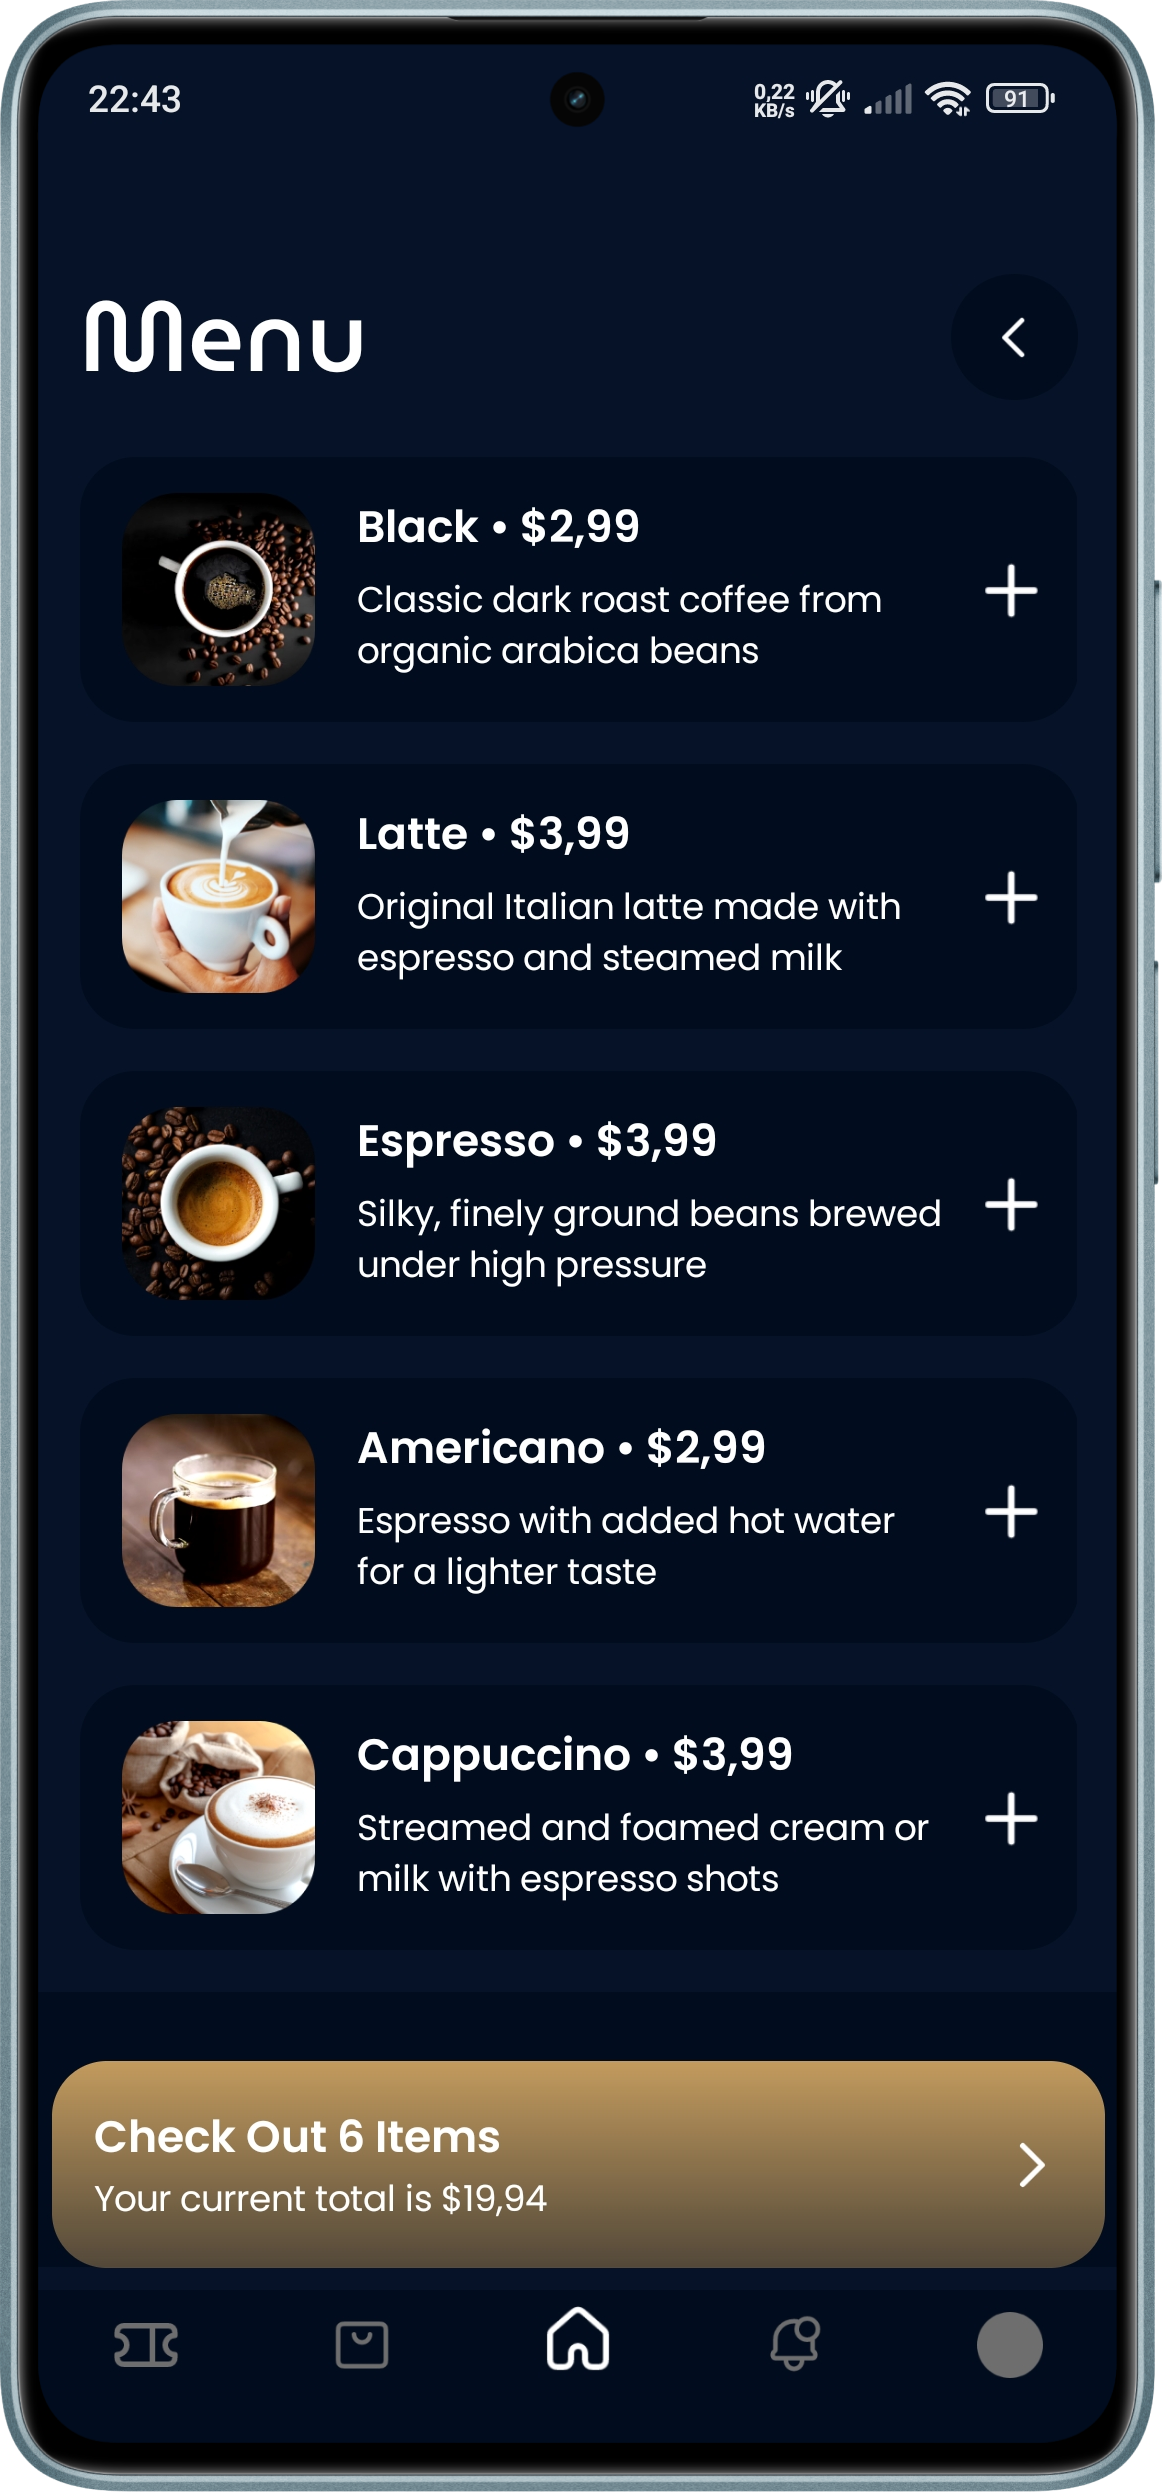 22:43
0,22
KB/s
91
Menu
Black • $2,99
Classic dark roast coffee from
organic arabica beans
Latte • $3,99
Original Italian latte made with
espresso and steamed milk
Espresso • $3,99
Silky, finely ground beans brewed
under high pressure
Americano • $2,99
Espresso with added hot water
for a lighter taste
Cappuccino • $3,99
Streamed and foamed cream or
milk with espresso shots
Check Out 6 Items
Your current total is $19,94